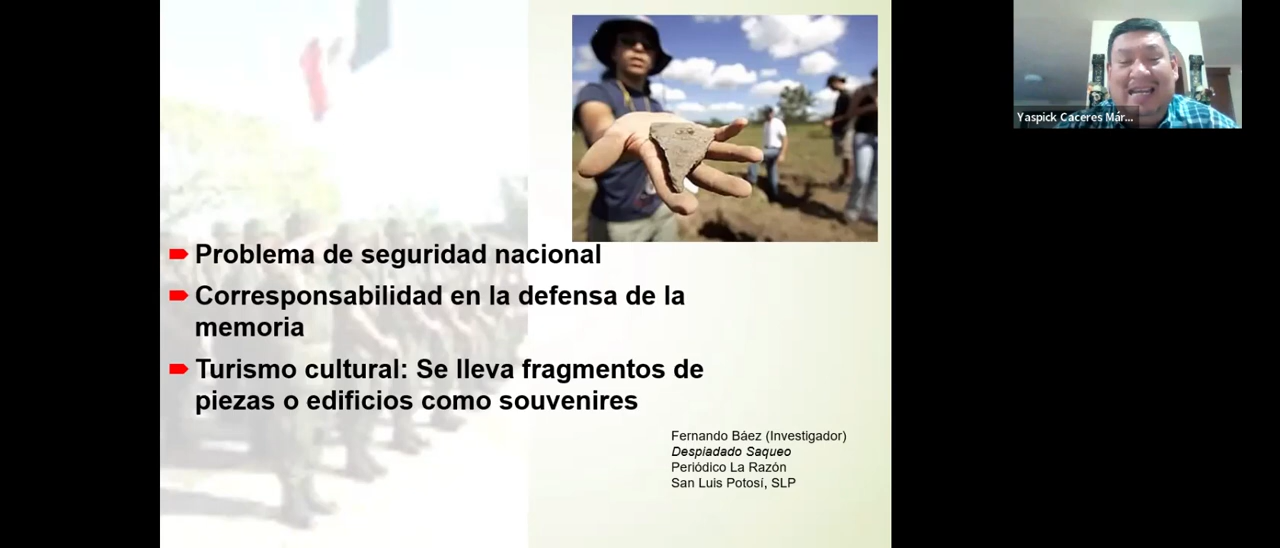 Yaspick Caceres Már...
Problema de seguridad nacional
Corresponsabilidad en la defensa de la
memoria
Turismo cultural: Se lleva fragmentos de
piezas o edificios como souvenires
Fernando Báez (Investigador)
Despiadado Saqueo
Periódico La Razón
San Luis Potosí, SLP